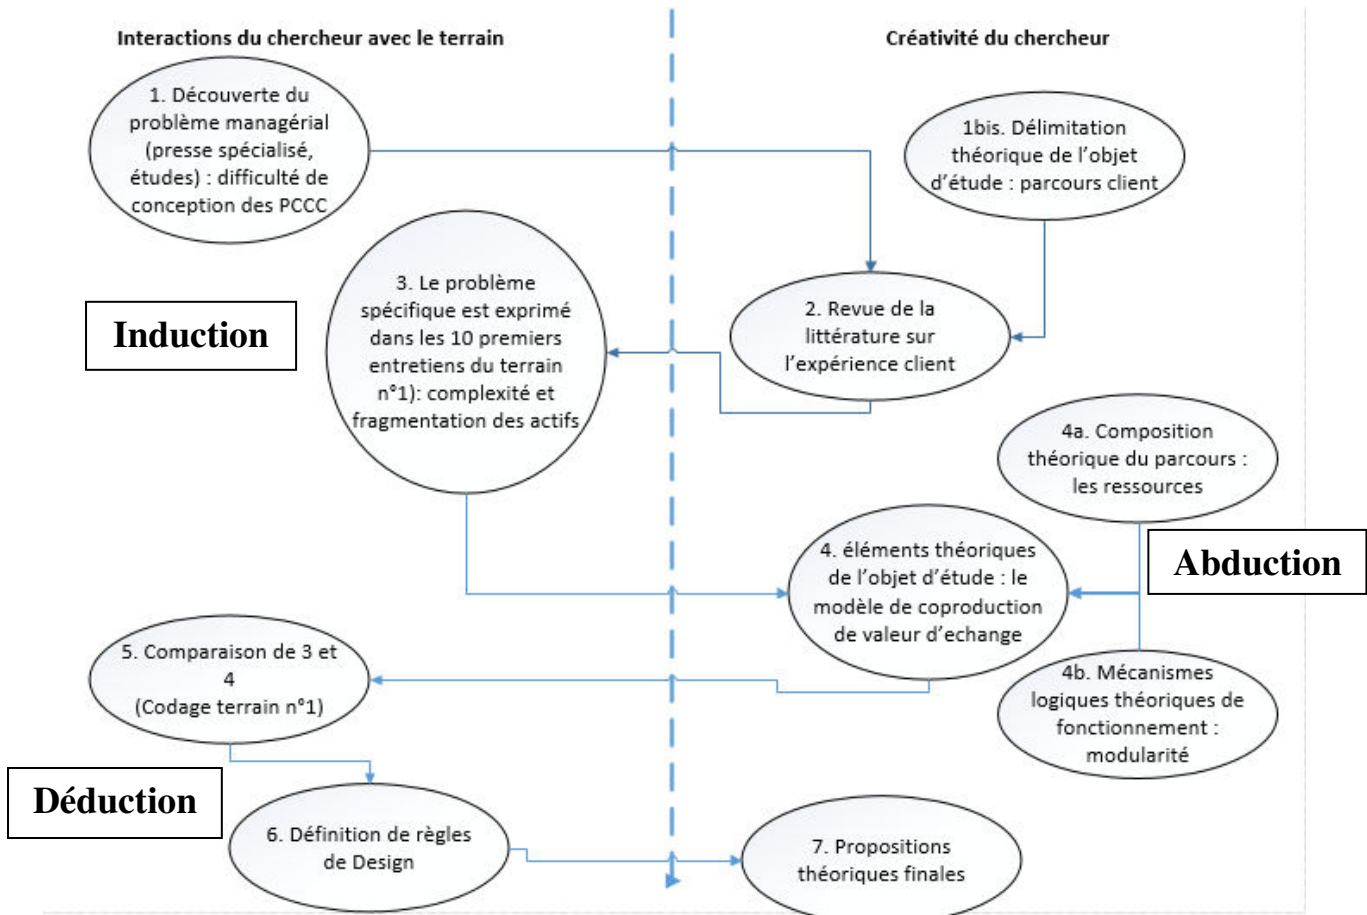 Interactions du chercheur avec le terrain
Créativité du chercheur
1. Découverte du
problème managérial
(presse spécialisé,
études) : difficulté de
conception des PCCC
1bis. Délimitation
théorique de l'objet
d'étude : parcours client
Induction
3. Le problème
spécifique est exprimé
dans les 10 premiers
entretiens du terrain
n°1): complexité et
fragmentation des actifs
2. Revue de la
littérature sur
l'expérience client
4a. Composition
théorique du parcours :
les ressources
4. éléments théoriques
de l'objet d'étude : le
modèle de coproduction
de valeur d'echange
Abduction
5. Comparaison de 3 et
4
(Codage terrain n°1)
4b. Mécanismes
logiques théoriques de
fonctionnement :
modularité
Déduction
6. Définition de règles
de Design
7. Propositions
théoriques finales